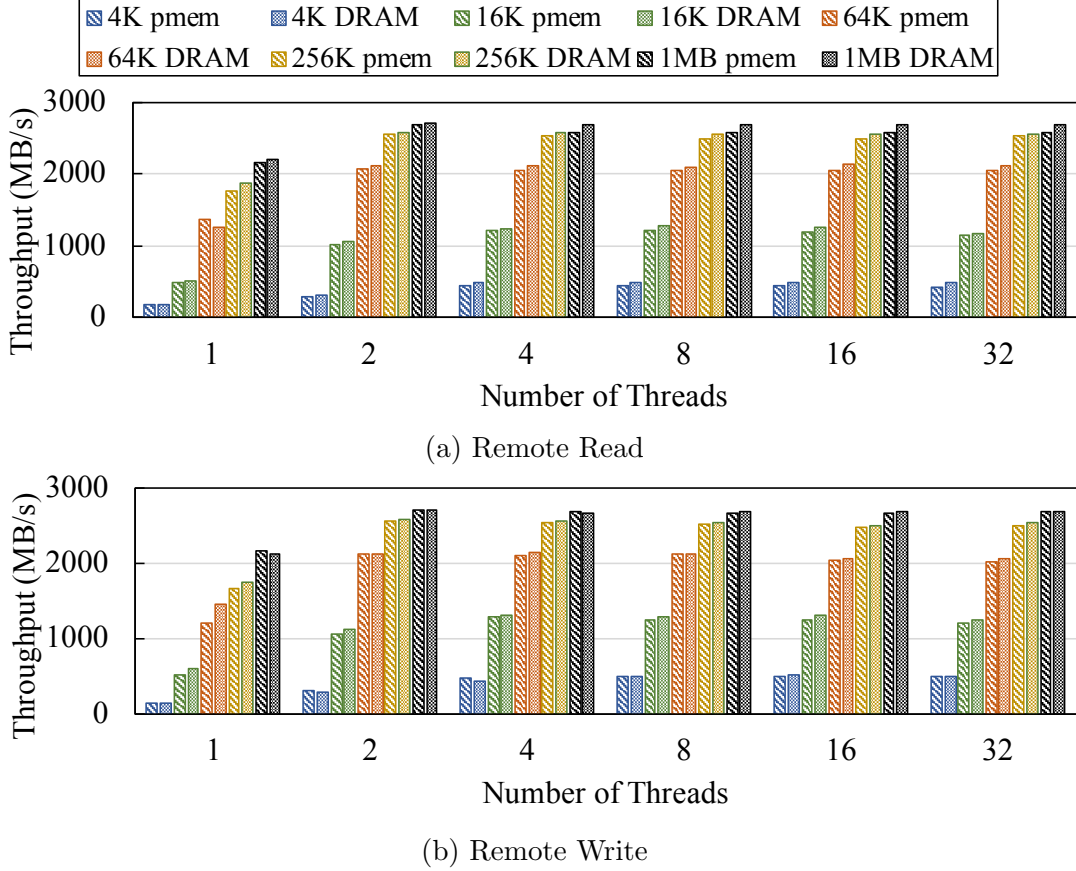 4K pmem 4K DRAM 16K pmem 16K DRAM 64K pmem
64K DRAM 256K pmem 256K DRAM 1MB pmem 1MB DRAM
Throughput (MB/s)
3000
2000
1000
0
1 2 4 8 16 32
Number of Threads
(a) Remote Read
Throughput (MB/s)
3000
2000
1000
0
1 2 4 8 16 32
Number of Threads
(b) Remote Write